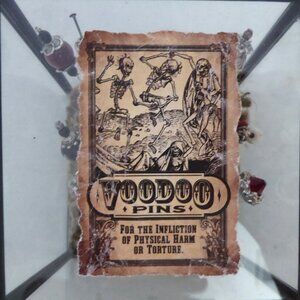 VOODOO
PINS
FOR THE INFLICTION
OF PHYSICAL HARM
OR TORTURE.